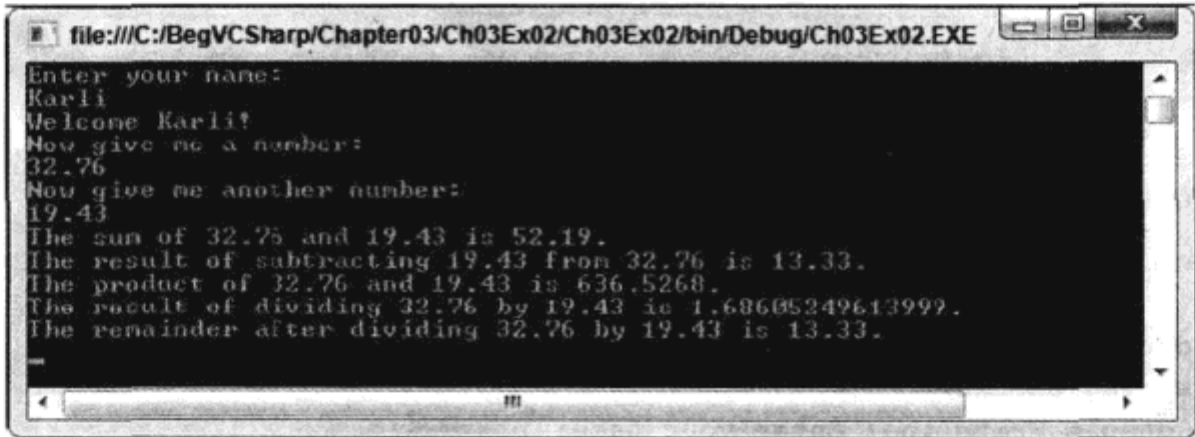 file:///C:/BegVCSharp/Chapter03/Ch03Ex02/Ch03Ex02/bin/Debug/Ch03Ex02.EXE
Enter your name:
Karli
Welcome Karli!
Now give me a number:
32.76
Now give me another number:
19.43
The sum of 32.76 and 19.43 is 52.19.
The result of subtracting 19.43 from 32.76 is 13.33.
The product of 32.76 and 19.43 is 636.5268.
The result of dividing 32.76 by 19.43 is 1.68605249613999.
The remainder after dividing 32.76 by 19.43 is 13.33.